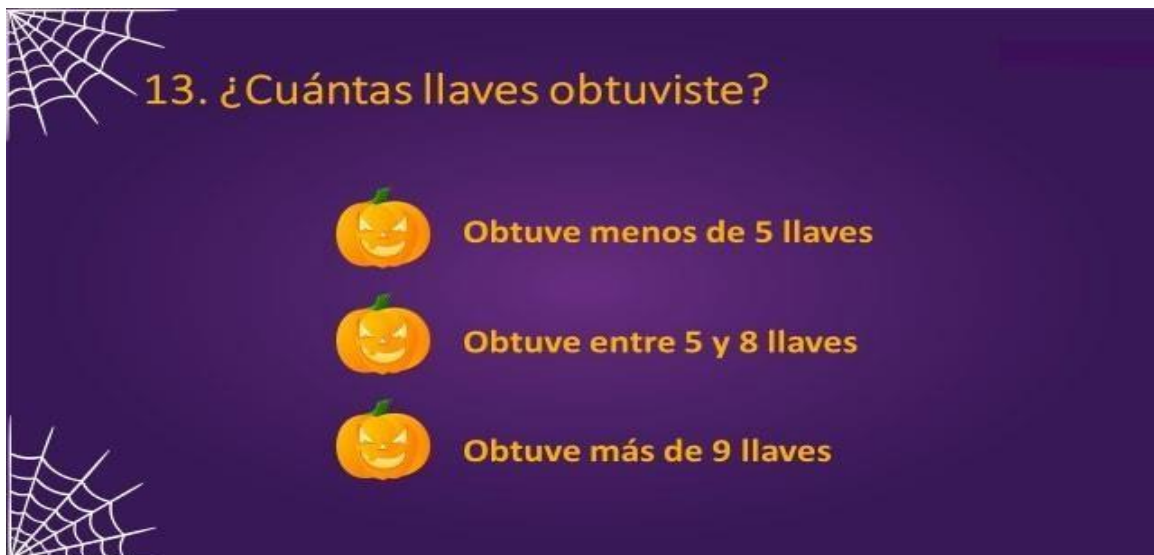 13. ¿Cuántas llaves obtuviste?
Obtuve menos de 5 llaves
Obtuve entre 5 y 8 llaves
Obtuve más de 9 llaves